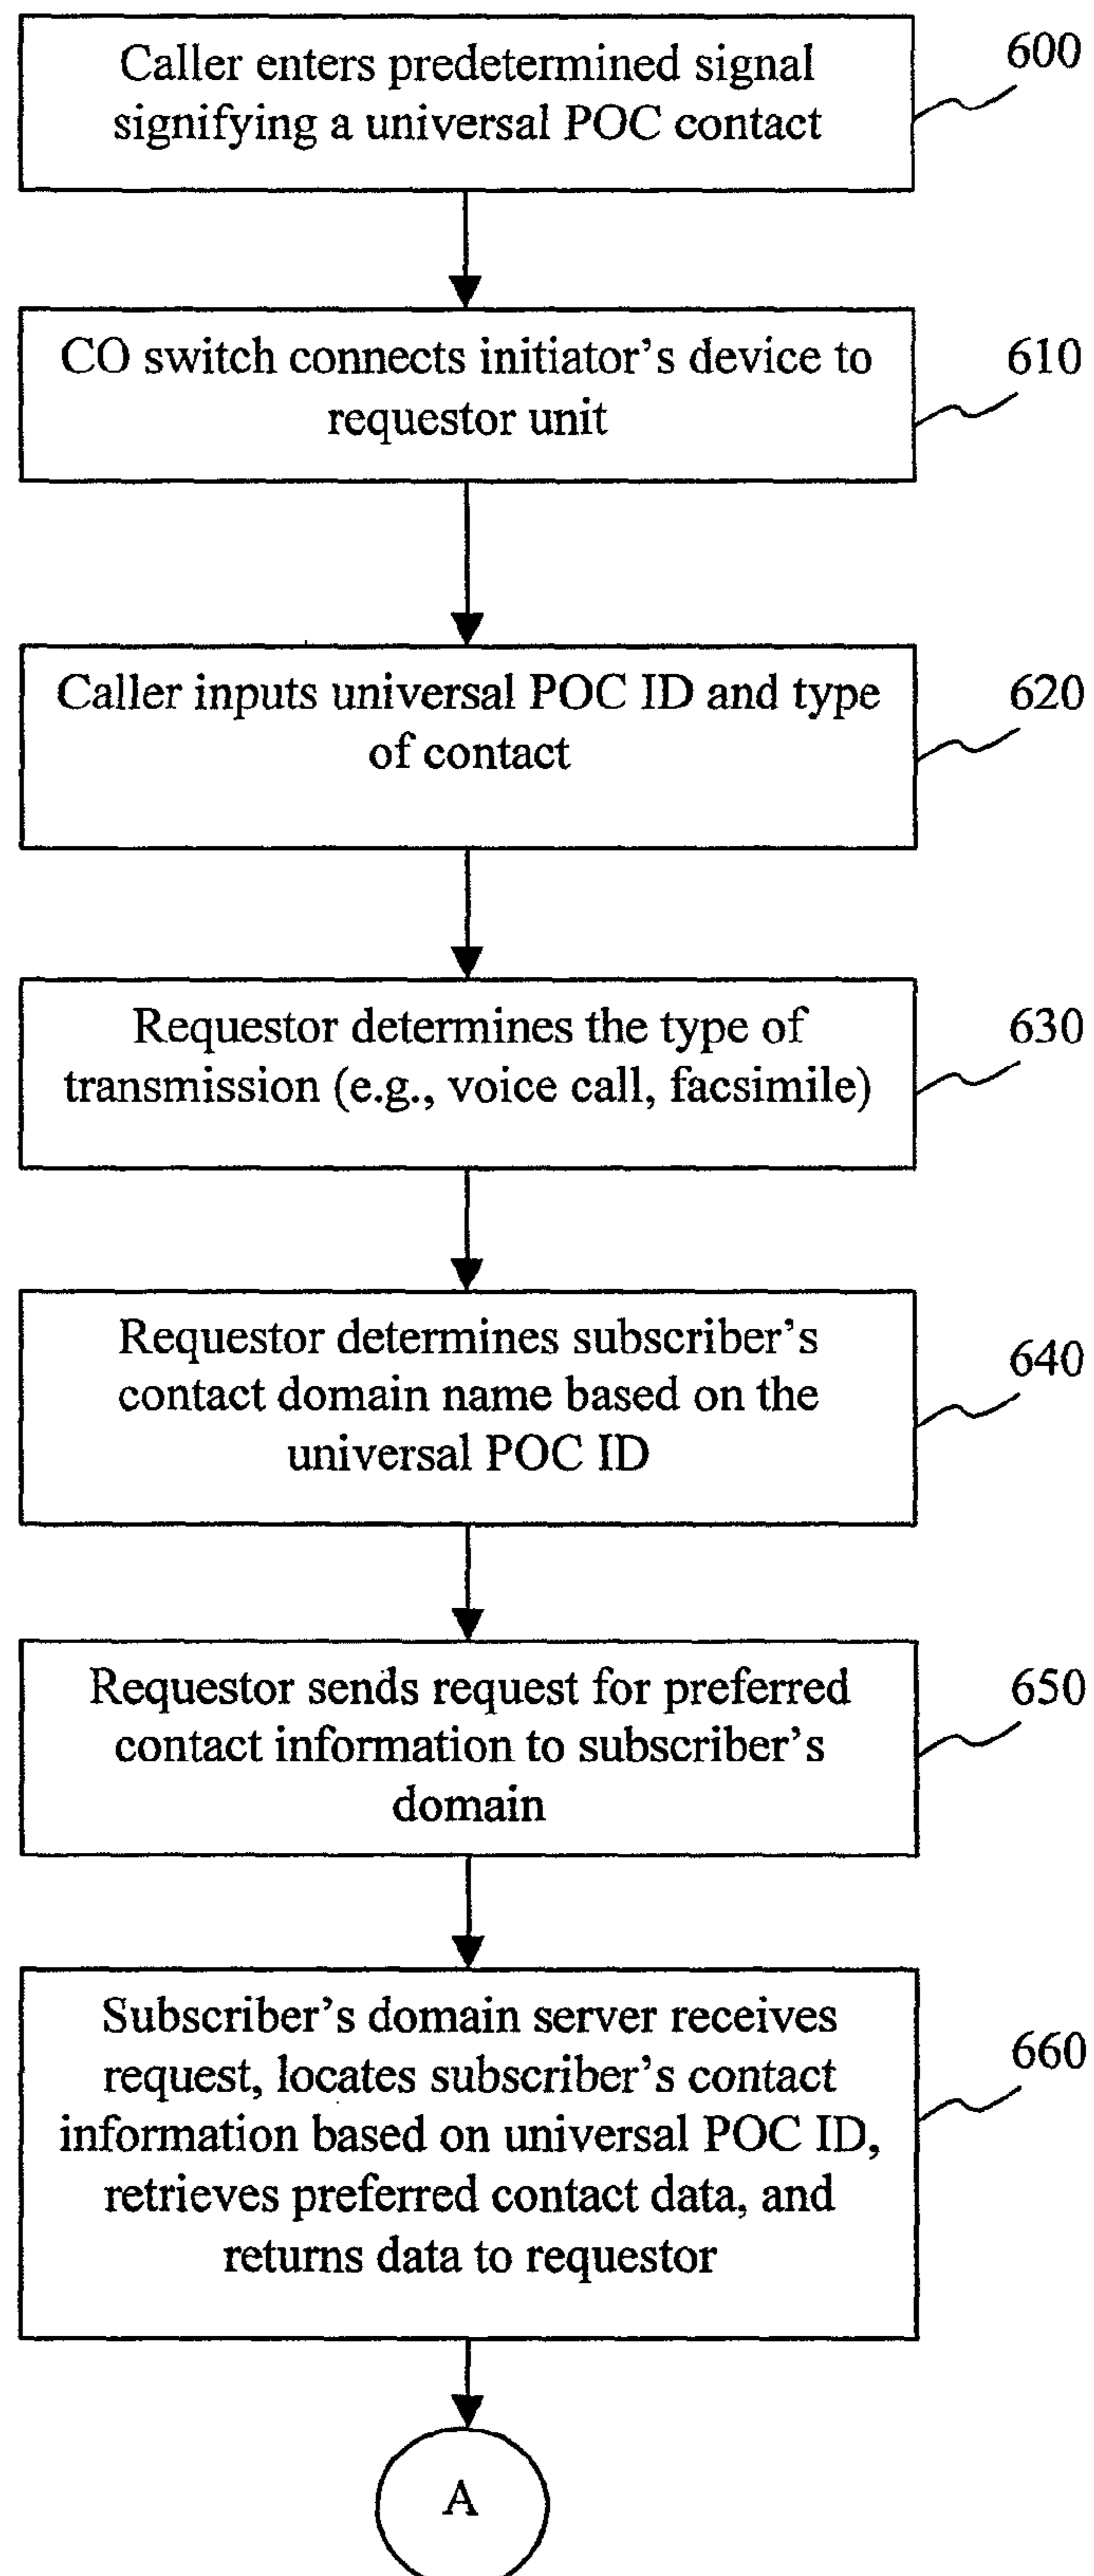 Caller enters predetermined signal
signifying a universal POC contact
600
CO switch connects initiator's device to
requestor unit
610
Caller inputs universal POC ID and type
of contact
620
Requestor determines the type of
transmission (e.g., voice call, facsimile)
630
Requestor determines subscriber's
contact domain name based on the
universal POC ID
640
Requestor sends request for preferred
contact information to subscriber's
domain
650
Subscriber's domain server receives
request, locates subscriber's contact
information based on universal POC ID,
retrieves preferred contact data, and
returns data to requestor
660
A